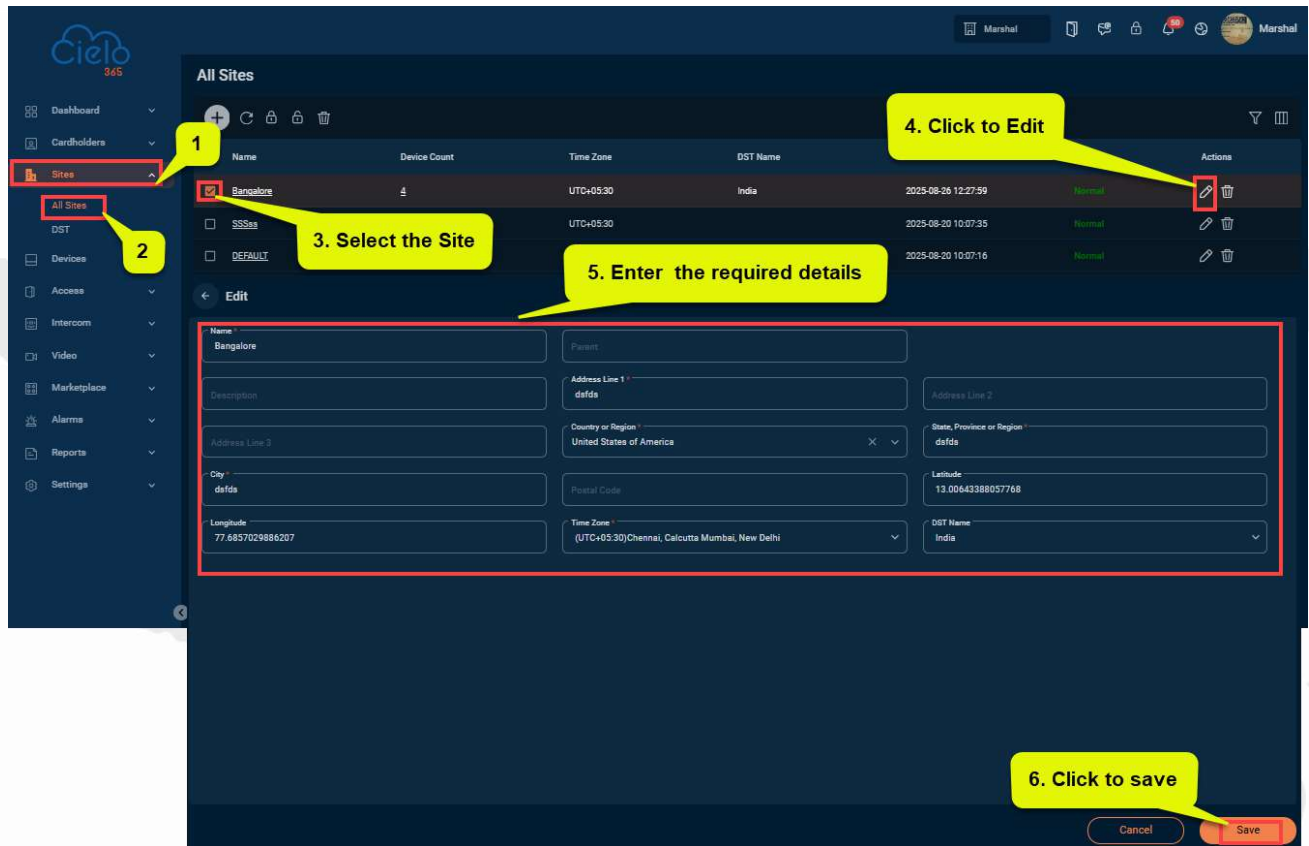 Cielo
365
Marshal
50
Marshal
All Sites
Dashboard
Cardholders
Sites
All Sites
DST
Devices
Access
Intercom
Video
Marketplace
Alarms
Reports
Settings
1
2
4. Click to Edit
Name Device Count Time Zone DST Name Actions
Bangalore 4 UTC+05:30 India 2025-08-26 12:27:59 Normal
SSSss UTC+05:30 2025-08-20 10:07:35 Normal
DEFAULT 2025-08-20 10:07:16 Normal
3. Select the Site
5. Enter the required details
Edit
Name *
Bangalore
Parent
Description
Address Line 1 *
dsfds
Address Line 2
Address Line 3
Country or Region *
United States of America
State, Province or Region *
dsfds
City *
dsfds
Postal Code
Latitude
13.00643388057768
Longitude
77.6857029886207
Time Zone *
(UTC+05:30)Chennai, Calcutta Mumbai, New Delhi
DST Name
India
6. Click to save
Cancel
Save